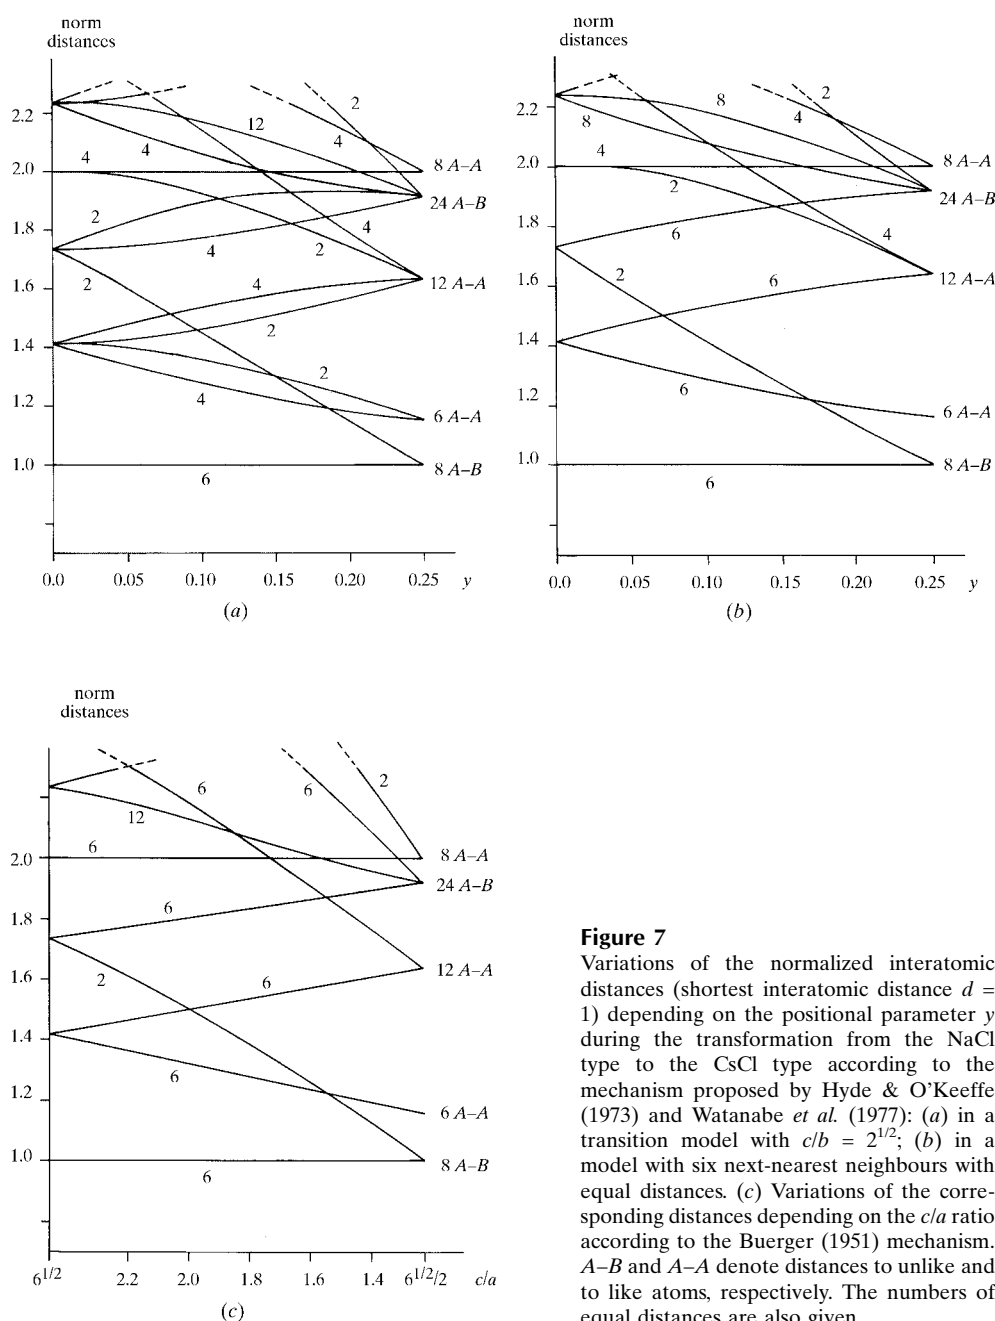 norm
distances
2.2
2.0
1.8
1.6
1.4
1.2
1.0
2
12
4
4
4
8 A–A
24 A–B
2
4
4
2
2
4
12 A–A
2
2
4
6 A–A
8 A–B
6
0.0 0.05 0.10 0.15 0.20 0.25 y
(a)
norm
distances
2.2
2.0
1.8
1.6
1.4
1.2
1.0
2
8
4
8
4
8 A–A
2
24 A–B
6
4
2
6
12 A–A
6
6 A–A
8 A–B
6
0.0 0.05 0.10 0.15 0.20 0.25 y
(b)
norm
distances
2.0
1.8
1.6
1.4
1.2
1.0
6
6
2
12
6
8 A–A
24 A–B
6
2
6
12 A–A
6
6 A–A
8 A–B
6
6^{1/2} 2.2 2.0 1.8 1.6 1.4 6^{1/2}/2 c/a
(c)
Figure 7
Variations of the normalized interatomic
distances (shortest interatomic distance d =
1) depending on the positional parameter y
during the transformation from the NaCl
type to the CsCl type according to the
mechanism proposed by Hyde & O'Keeffe
(1973) and Watanabe et al. (1977): (a) in a
transition model with c/b = 2^{1/2}; (b) in a
model with six next-nearest neighbours with
equal distances. (c) Variations of the corre-
sponding distances depending on the c/a ratio
according to the Buerger (1951) mechanism.
A–B and A–A denote distances to unlike and
to like atoms, respectively. The numbers of
equal distances are also given.